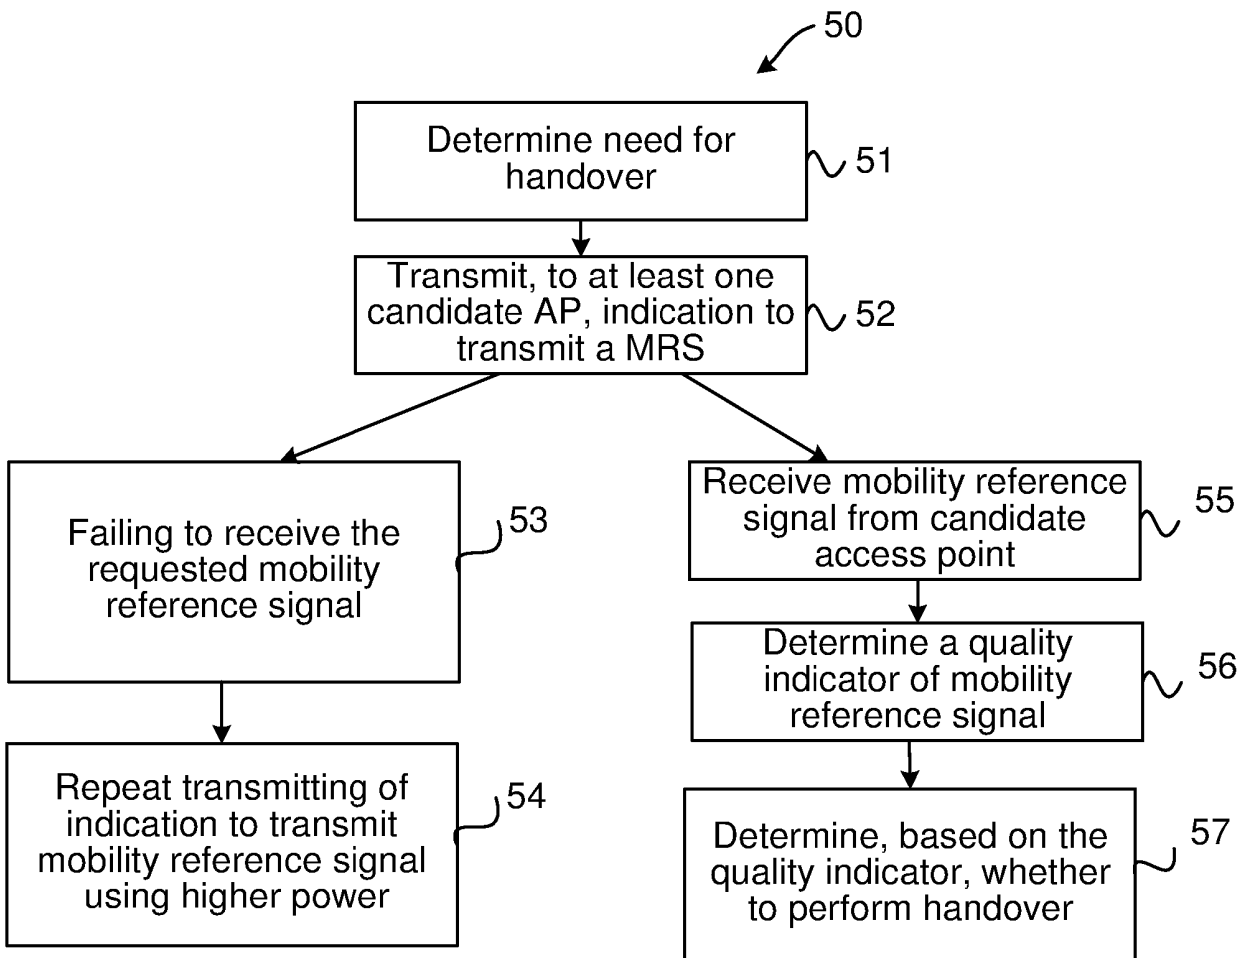 50
Determine need for
handover
51
Transmit, to at least one
candidate AP, indication to
transmit a MRS
52
Failing to receive the
requested mobility
reference signal
53
Repeat transmitting of
indication to transmit
mobility reference signal
using higher power
54
Receive mobility reference
signal from candidate
access point
55
Determine a quality
indicator of mobility
reference signal
56
Determine, based on the
quality indicator, whether
to perform handover
57